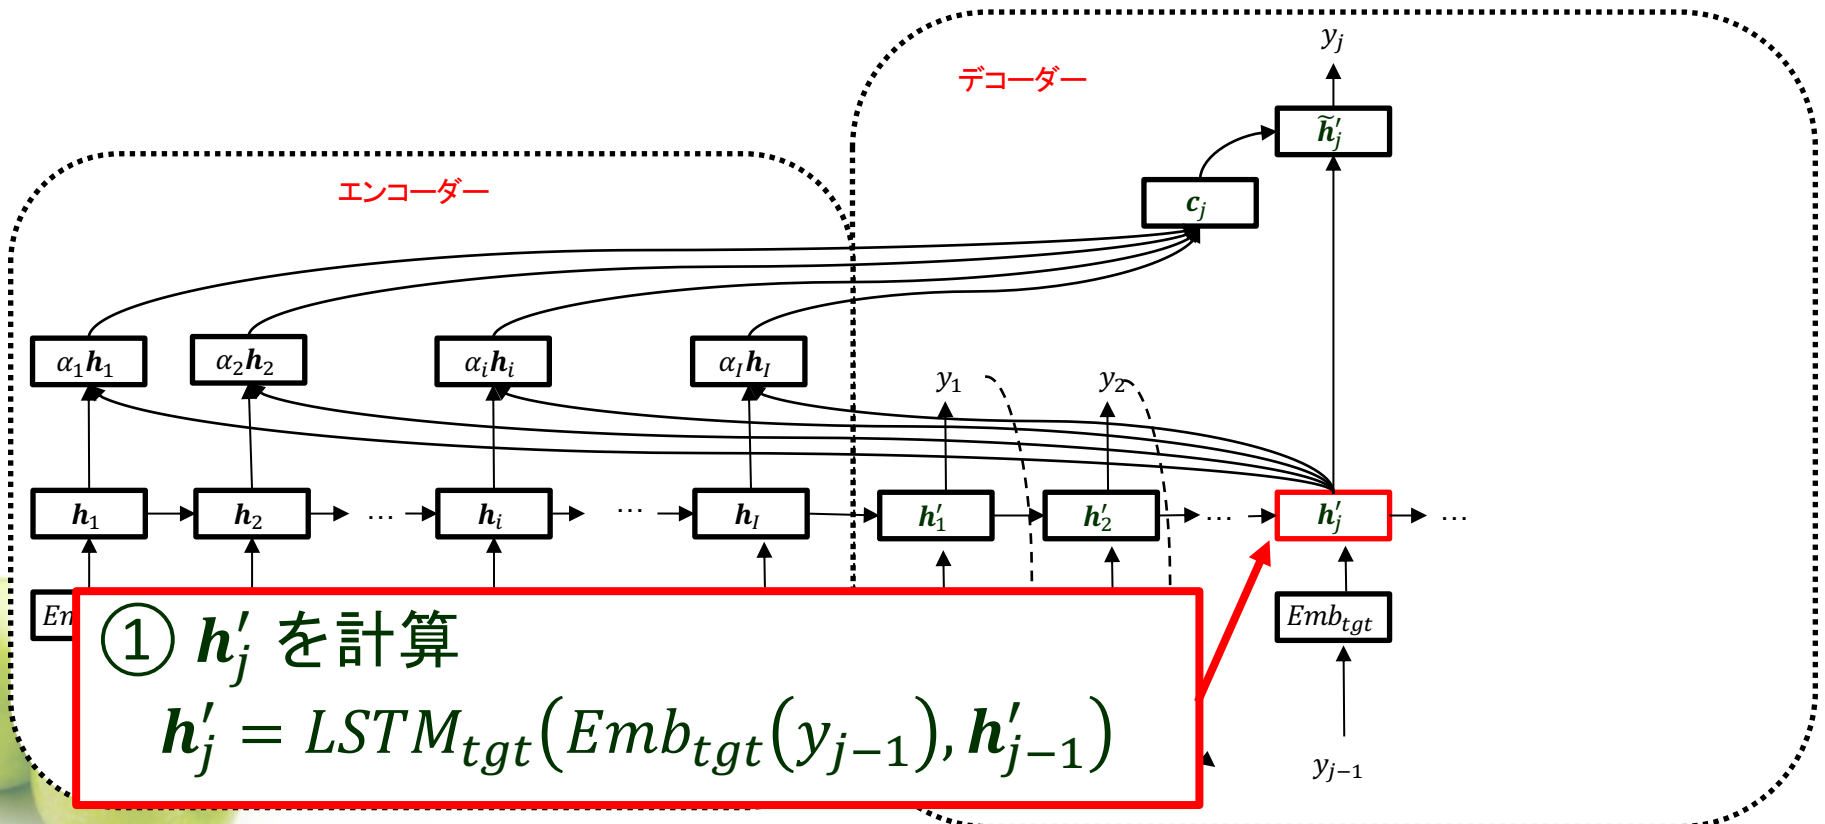 y_j
デコーダー
h̃′_j
エンコーダー
c_j
α_1h_1 α_2h_2 α_ih_i α_Ih_I
y_1 y_2
h_1 h_2 … h_i … h_I h′_1 h′_2 … h′_j …
Emb_tgt
① h′_j を計算
h′_j = LSTM_tgt(Emb_tgt(y_{j−1}), h′_{j−1})
y_{j−1}